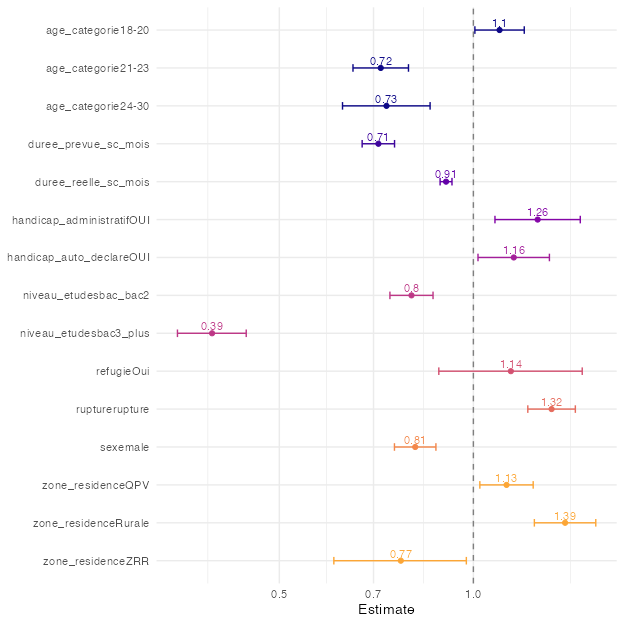 age_categorie18-20 1.1
age_categorie21-23 0.72
age_categorie24-30 0.73
duree_prevue_sc_mois 0.71
duree_reelle_sc_mois 0.91
handicap_administratifOUI 1.26
handicap_auto_declareOUI 1.16
niveau_etudesbac_bac2 0.8
niveau_etudesbac3_plus 0.39
refugieOui 1.14
rupturerupture 1.32
sexemale 0.81
zone_residenceQPV 1.13
zone_residenceRurale 1.39
zone_residenceZRR 0.77
0.5 0.7 1.0
Estimate